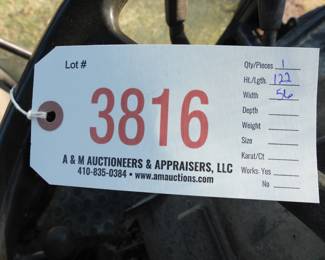 Lot #
3816
A & M AUCTIONEERS & APPRAISERS, LLC
410-835-0384 • www.amauctions.com
Qty/Pieces 1
Ht./Lgth. 122
Width 56
Depth
Weight
Size
Karat/Ct
Works: Yes
No